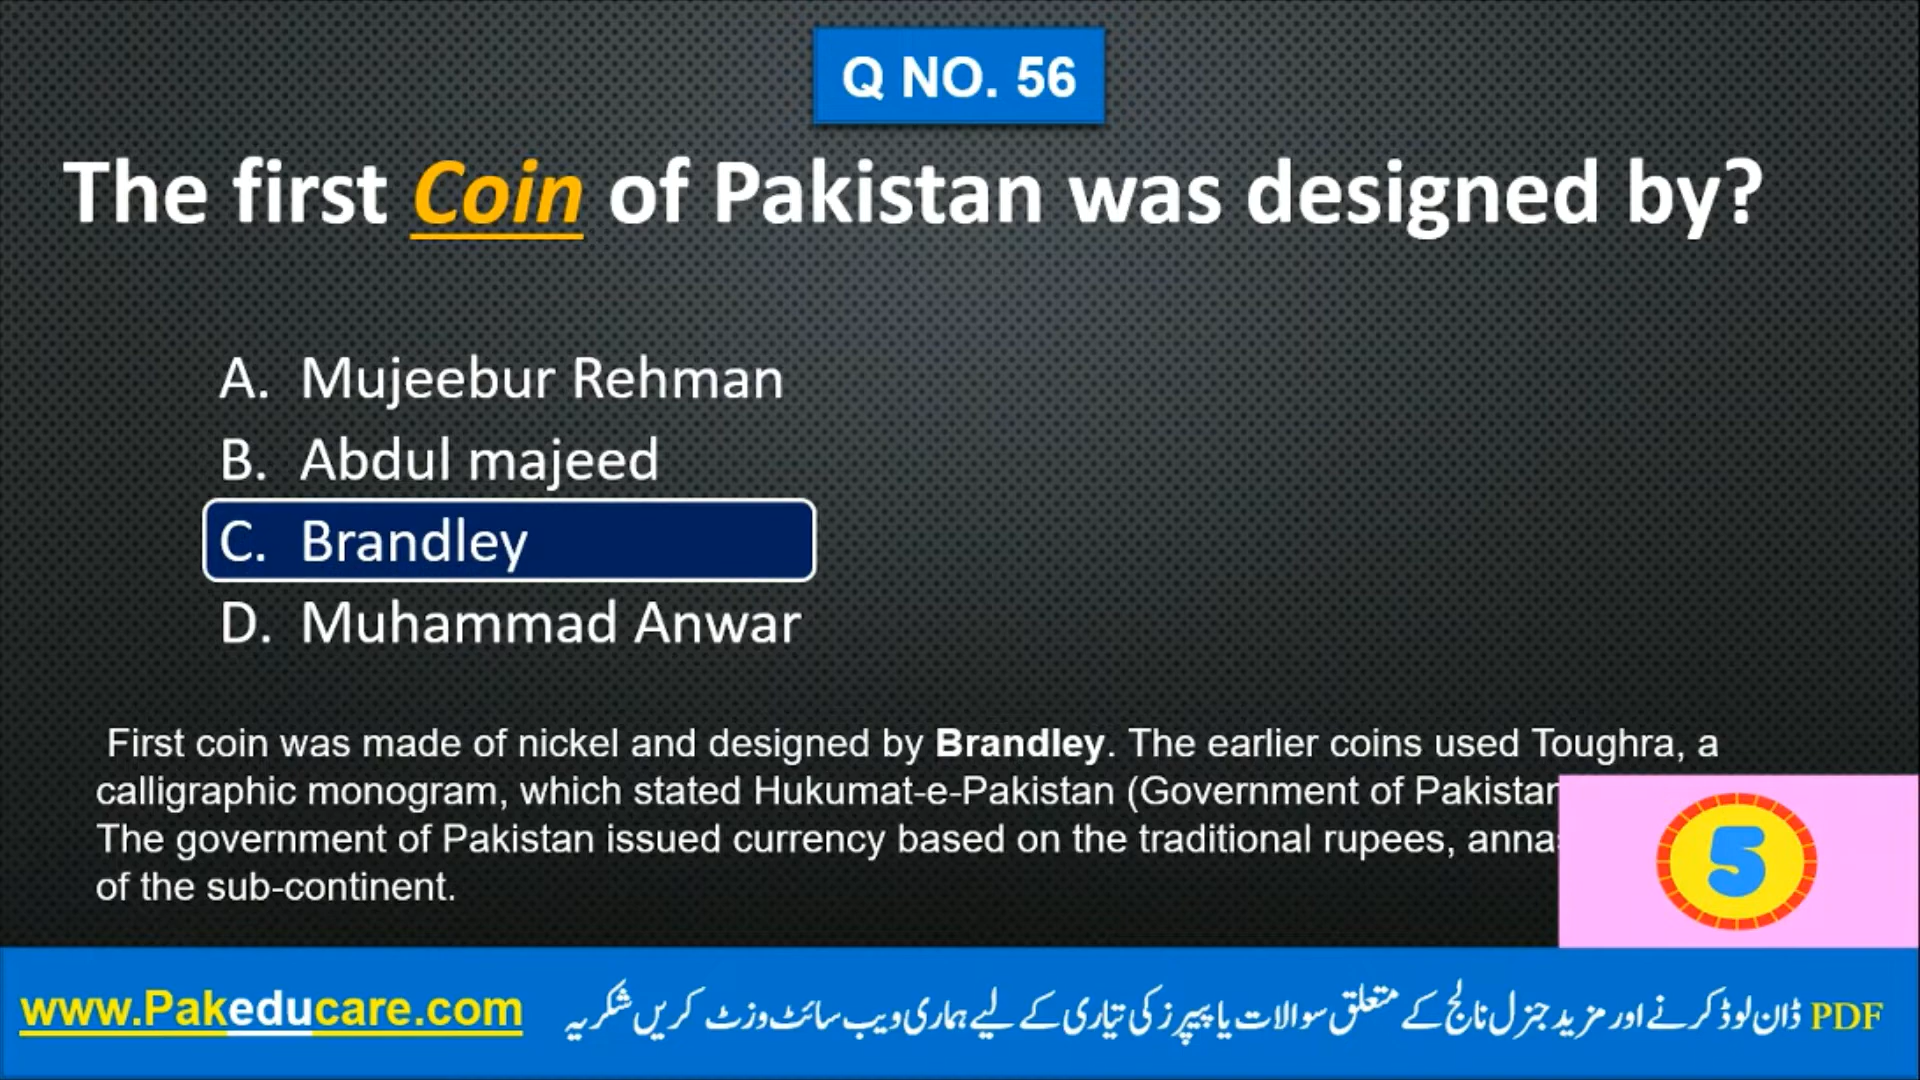 Q NO. 56
The first Coin of Pakistan was designed by?
A. Mujeebur Rehman
B. Abdul majeed
C. Brandley
D. Muhammad Anwar
First coin was made of nickel and designed by Brandley. The earlier coins used Toughra, a
calligraphic monogram, which stated Hukumat-e-Pakistan (Government of Pakistan
The government of Pakistan issued currency based on the traditional rupees, annas
of the sub-continent.
5
www.Pakeducare.com
PDF ڈان لوڈ کرنے اور مزید جنرل نالج کے متعلق سوالات یا پیپرز کی تیاری کے لیے ہماری ویب سائٹ وزٹ کریں شکریہ